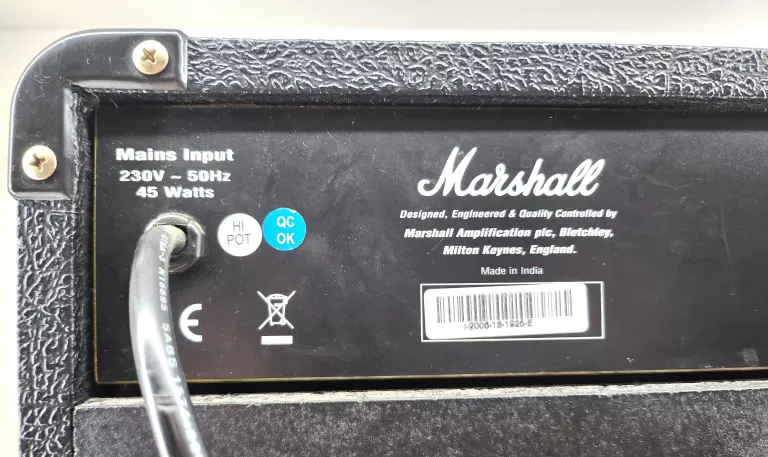 Mains Input
230V ~ 50Hz
45 Watts
HI
POT
QC
OK
CE
Marshall
Designed, Engineered & Quality Controlled by
Marshall Amplification plc, Bletchley,
Milton Keynes, England.
Made in India
I-2006-18-1925-E